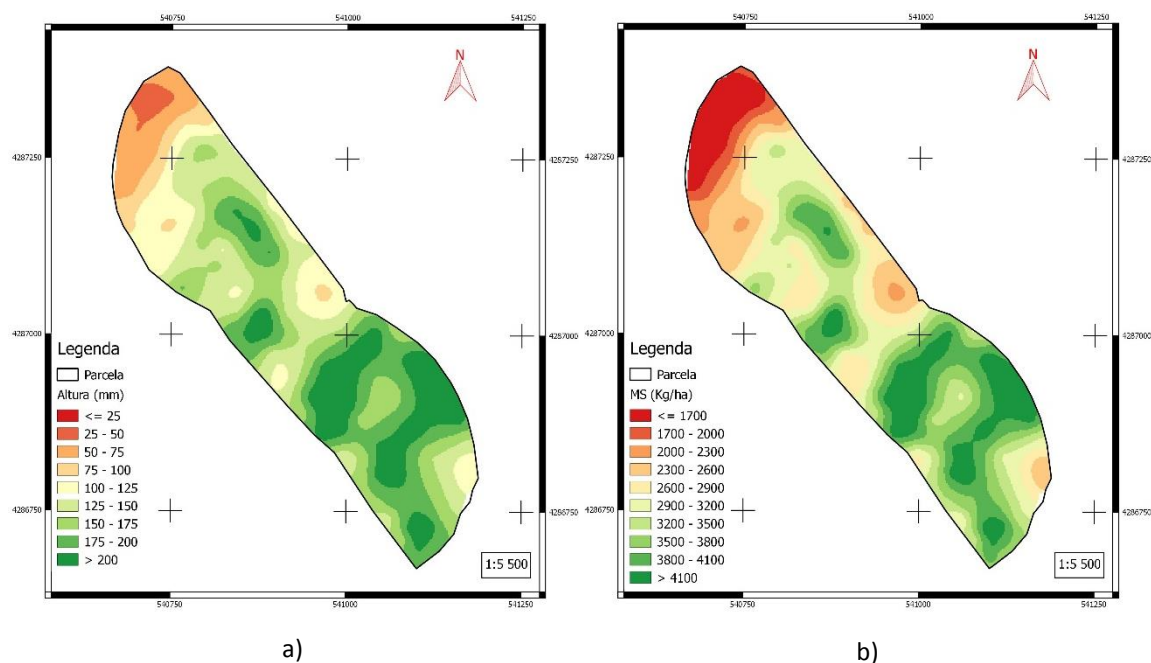 540750 541000 541250
N
4287250 4287250
4287000 4287000
Legenda
Parcela
Altura (mm)
<= 25
25 - 50
50 - 75
75 - 100
100 - 125
125 - 150
150 - 175
175 - 200
> 200
4286750 4286750
1:5 500
540750 541000 541250
a)
540750 541000 541250
N
4287250 4287250
4287000 4287000
Legenda
Parcela
MS (Kg/ha)
<= 1700
1700 - 2000
2000 - 2300
2300 - 2600
2600 - 2900
2900 - 3200
3200 - 3500
3500 - 3800
3800 - 4100
> 4100
4286750 4286750
1:5 500
540750 541000 541250
b)